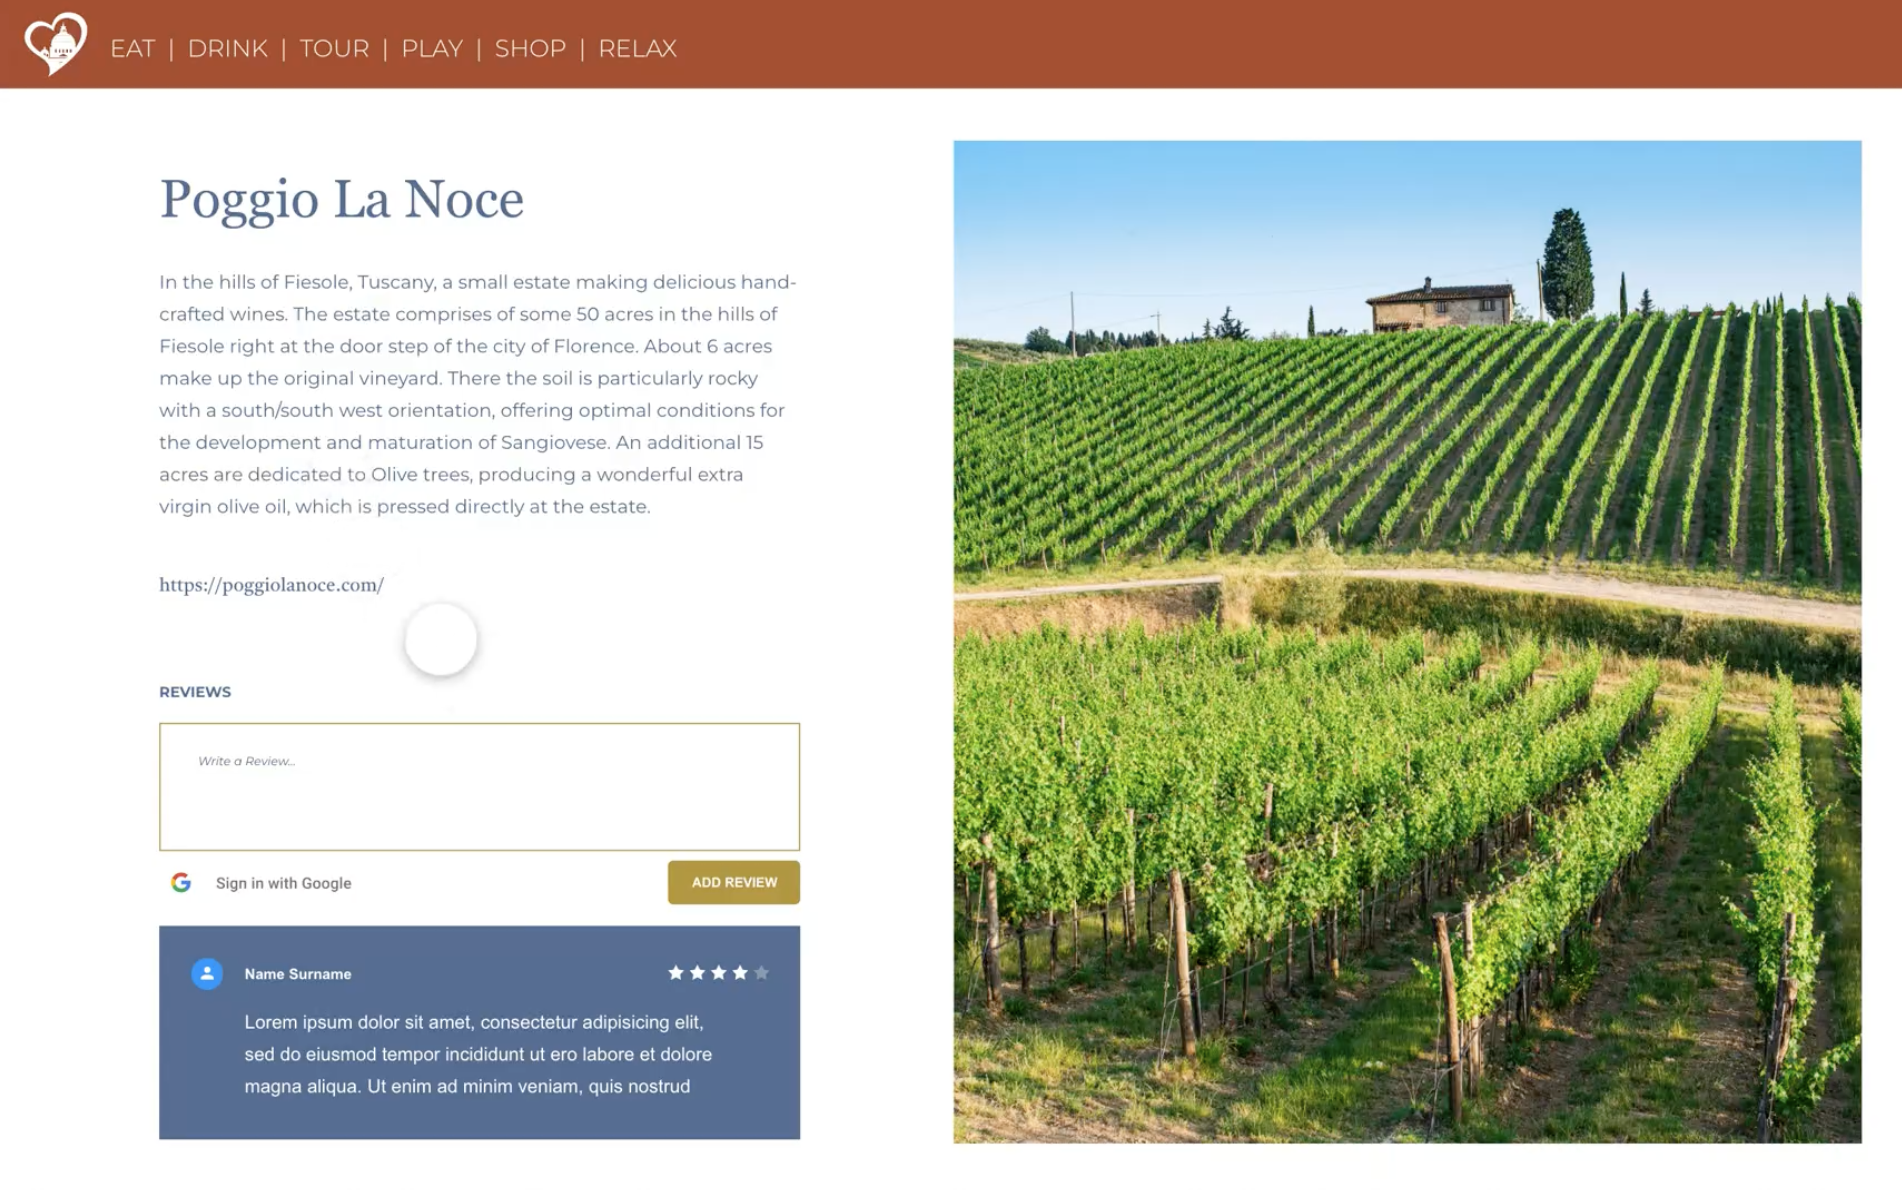 EAT | DRINK | TOUR | PLAY | SHOP | RELAX
Poggio La Noce
In the hills of Fiesole, Tuscany, a small estate making delicious hand-
crafted wines. The estate comprises of some 50 acres in the hills of
Fiesole right at the door step of the city of Florence. About 6 acres
make up the original vineyard. There the soil is particularly rocky
with a south/south west orientation, offering optimal conditions for
the development and maturation of Sangiovese. An additional 15
acres are dedicated to Olive trees, producing a wonderful extra
virgin olive oil, which is pressed directly at the estate.
https://poggiolanoce.com/
REVIEWS
Write a Review...
Sign in with Google
ADD REVIEW
Name Surname
Lorem ipsum dolor sit amet, consectetur adipisicing elit,
sed do eiusmod tempor incididunt ut ero labore et dolore
magna aliqua. Ut enim ad minim veniam, quis nostrud